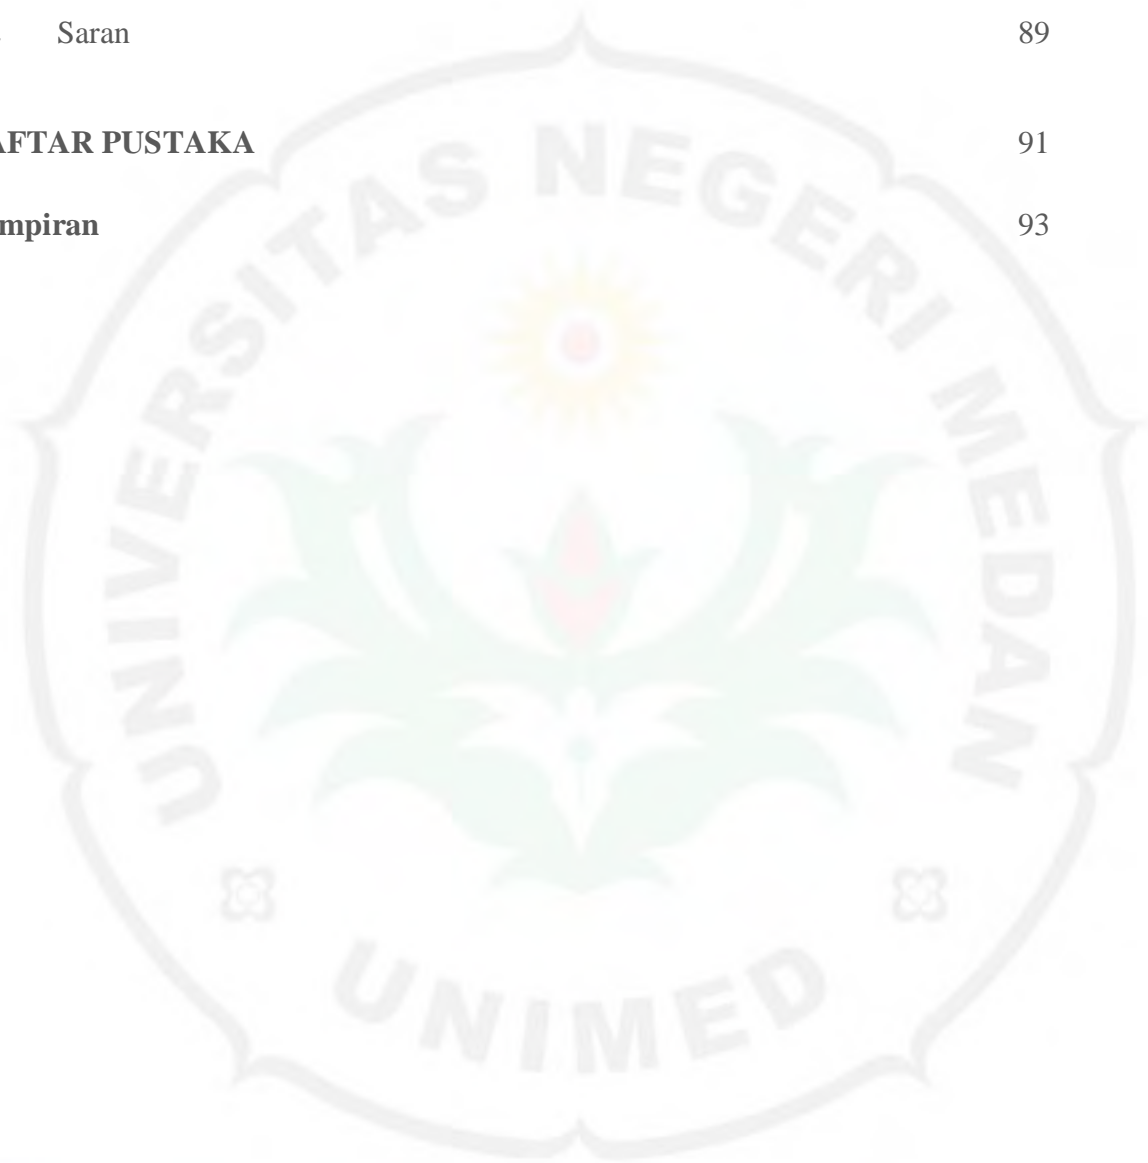 Saran 89
AFTAR PUSTAKA 91
mpiran 93
UNIVERSITAS NEGERI MEDAN
UNIMED